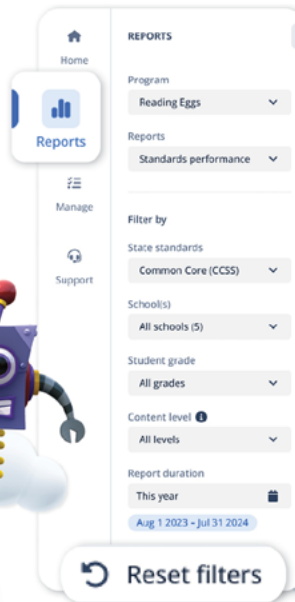 Home
Reports
Manage
Support
REPORTS
Program
Reading Eggs
Reports
Standards performance
Filter by
State standards
Common Core (CCSS)
School(s)
All schools (5)
Student grade
All grades
Content level
All levels
Report duration
This year
Aug 1 2023 - Jul 31 2024
Reset filters